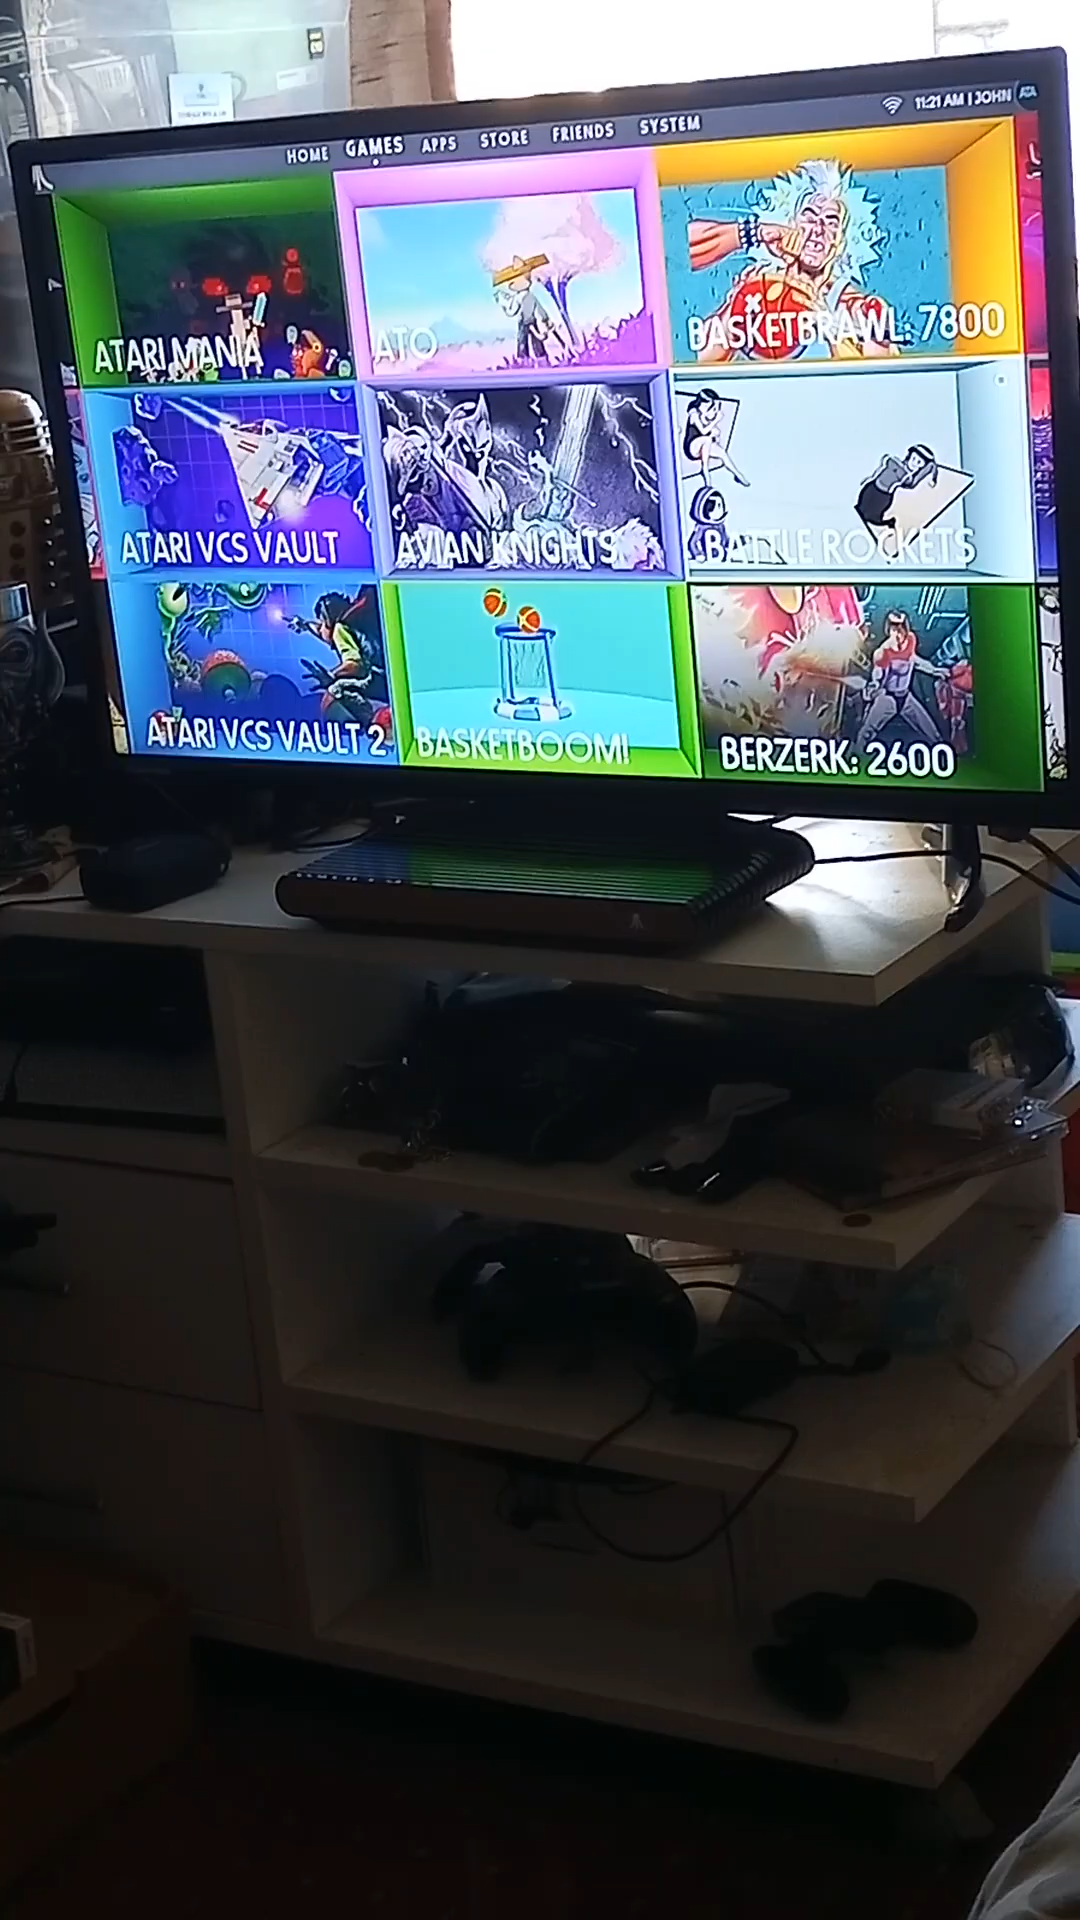 11:21 AM | JOHN
HOME GAMES APPS STORE FRIENDS SYSTEM
ATARI MANIA
ATO
BASKETBRAWL: 7800
ATARI VCS VAULT
AVIAN KNIGHTS
BATTLE ROCKETS
ATARI VCS VAULT 2
BASKETBOOM!
BERZERK: 2600